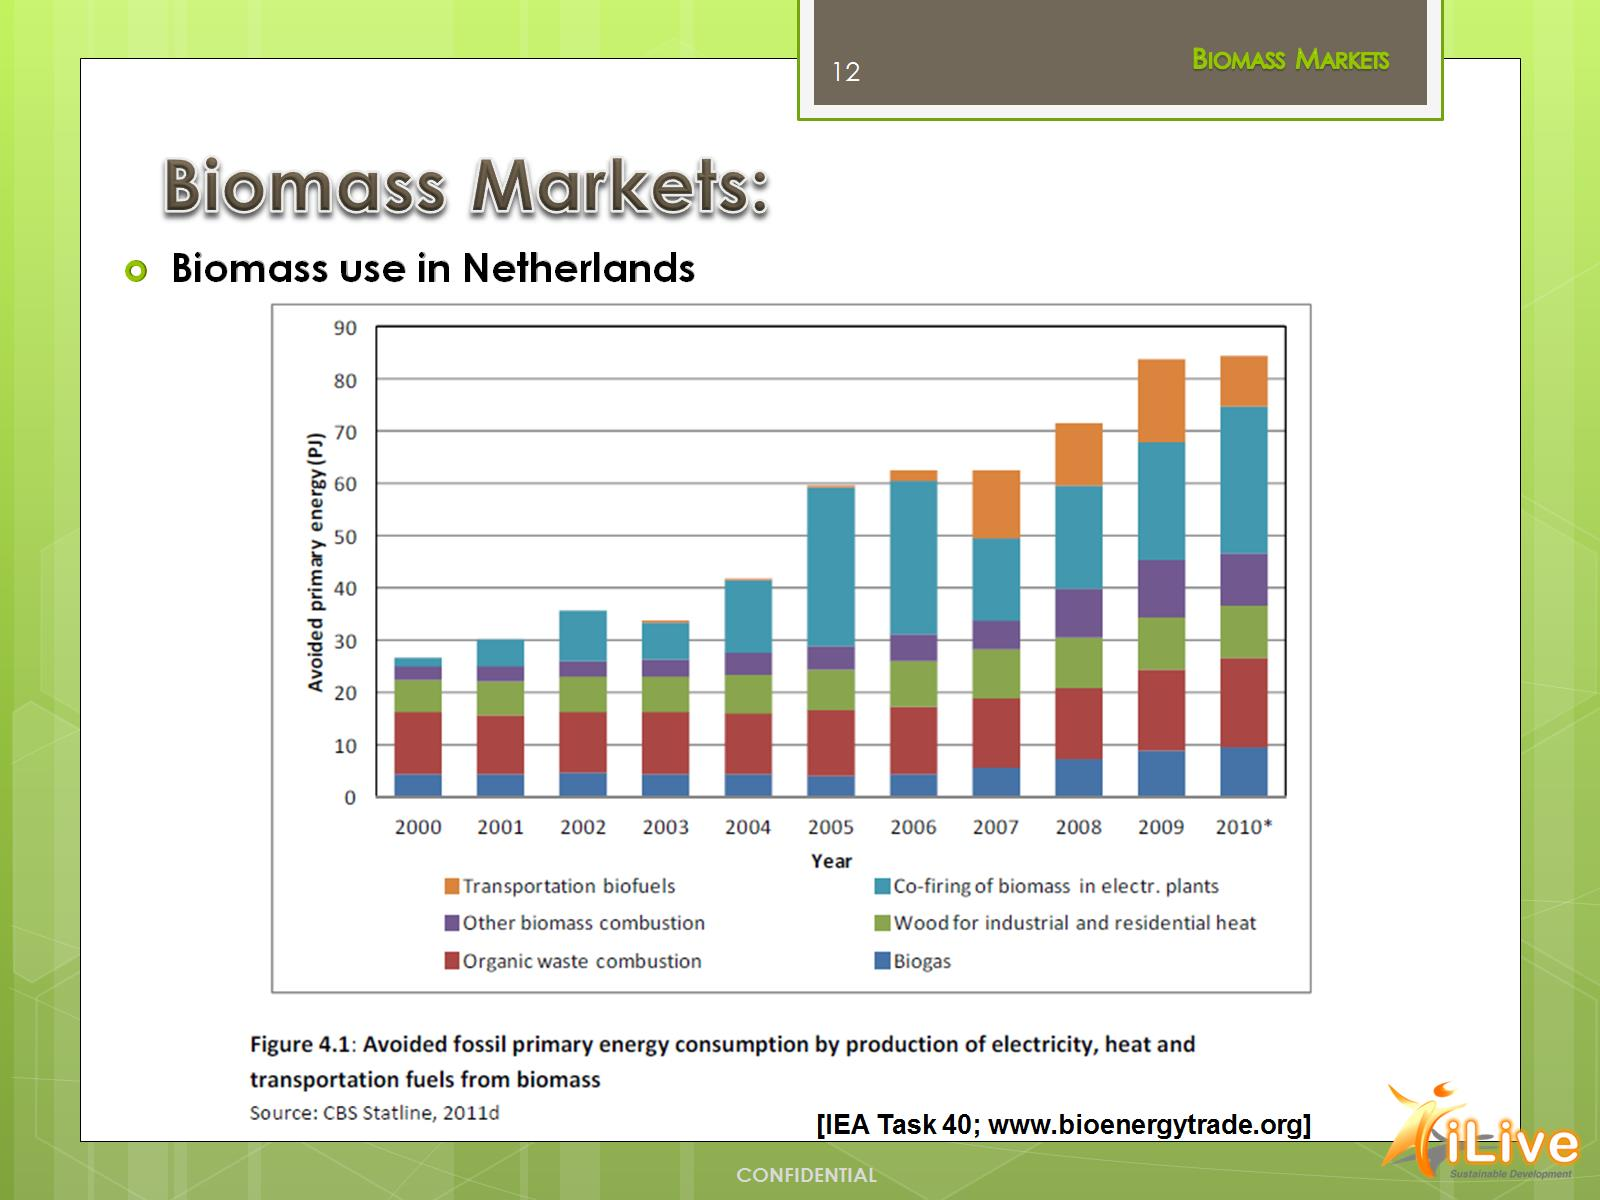 12
Biomass Markets
Biomass Markets:
Biomass use in Netherlands
90
80
70
60
50
40
30
20
10
0
Avoided primary energy (PJ)
2000 2001 2002 2003 2004 2005 2006 2007 2008 2009 2010*
Year
Transportation biofuels
Co-firing of biomass in electr. plants
Other biomass combustion
Wood for industrial and residential heat
Organic waste combustion
Biogas
Figure 4.1: Avoided fossil primary energy consumption by production of electricity, heat and
transportation fuels from biomass
Source: CBS Statline, 2011d
[IEA Task 40; www.bioenergytrade.org]
iLive
Sustainable Development
CONFIDENTIAL